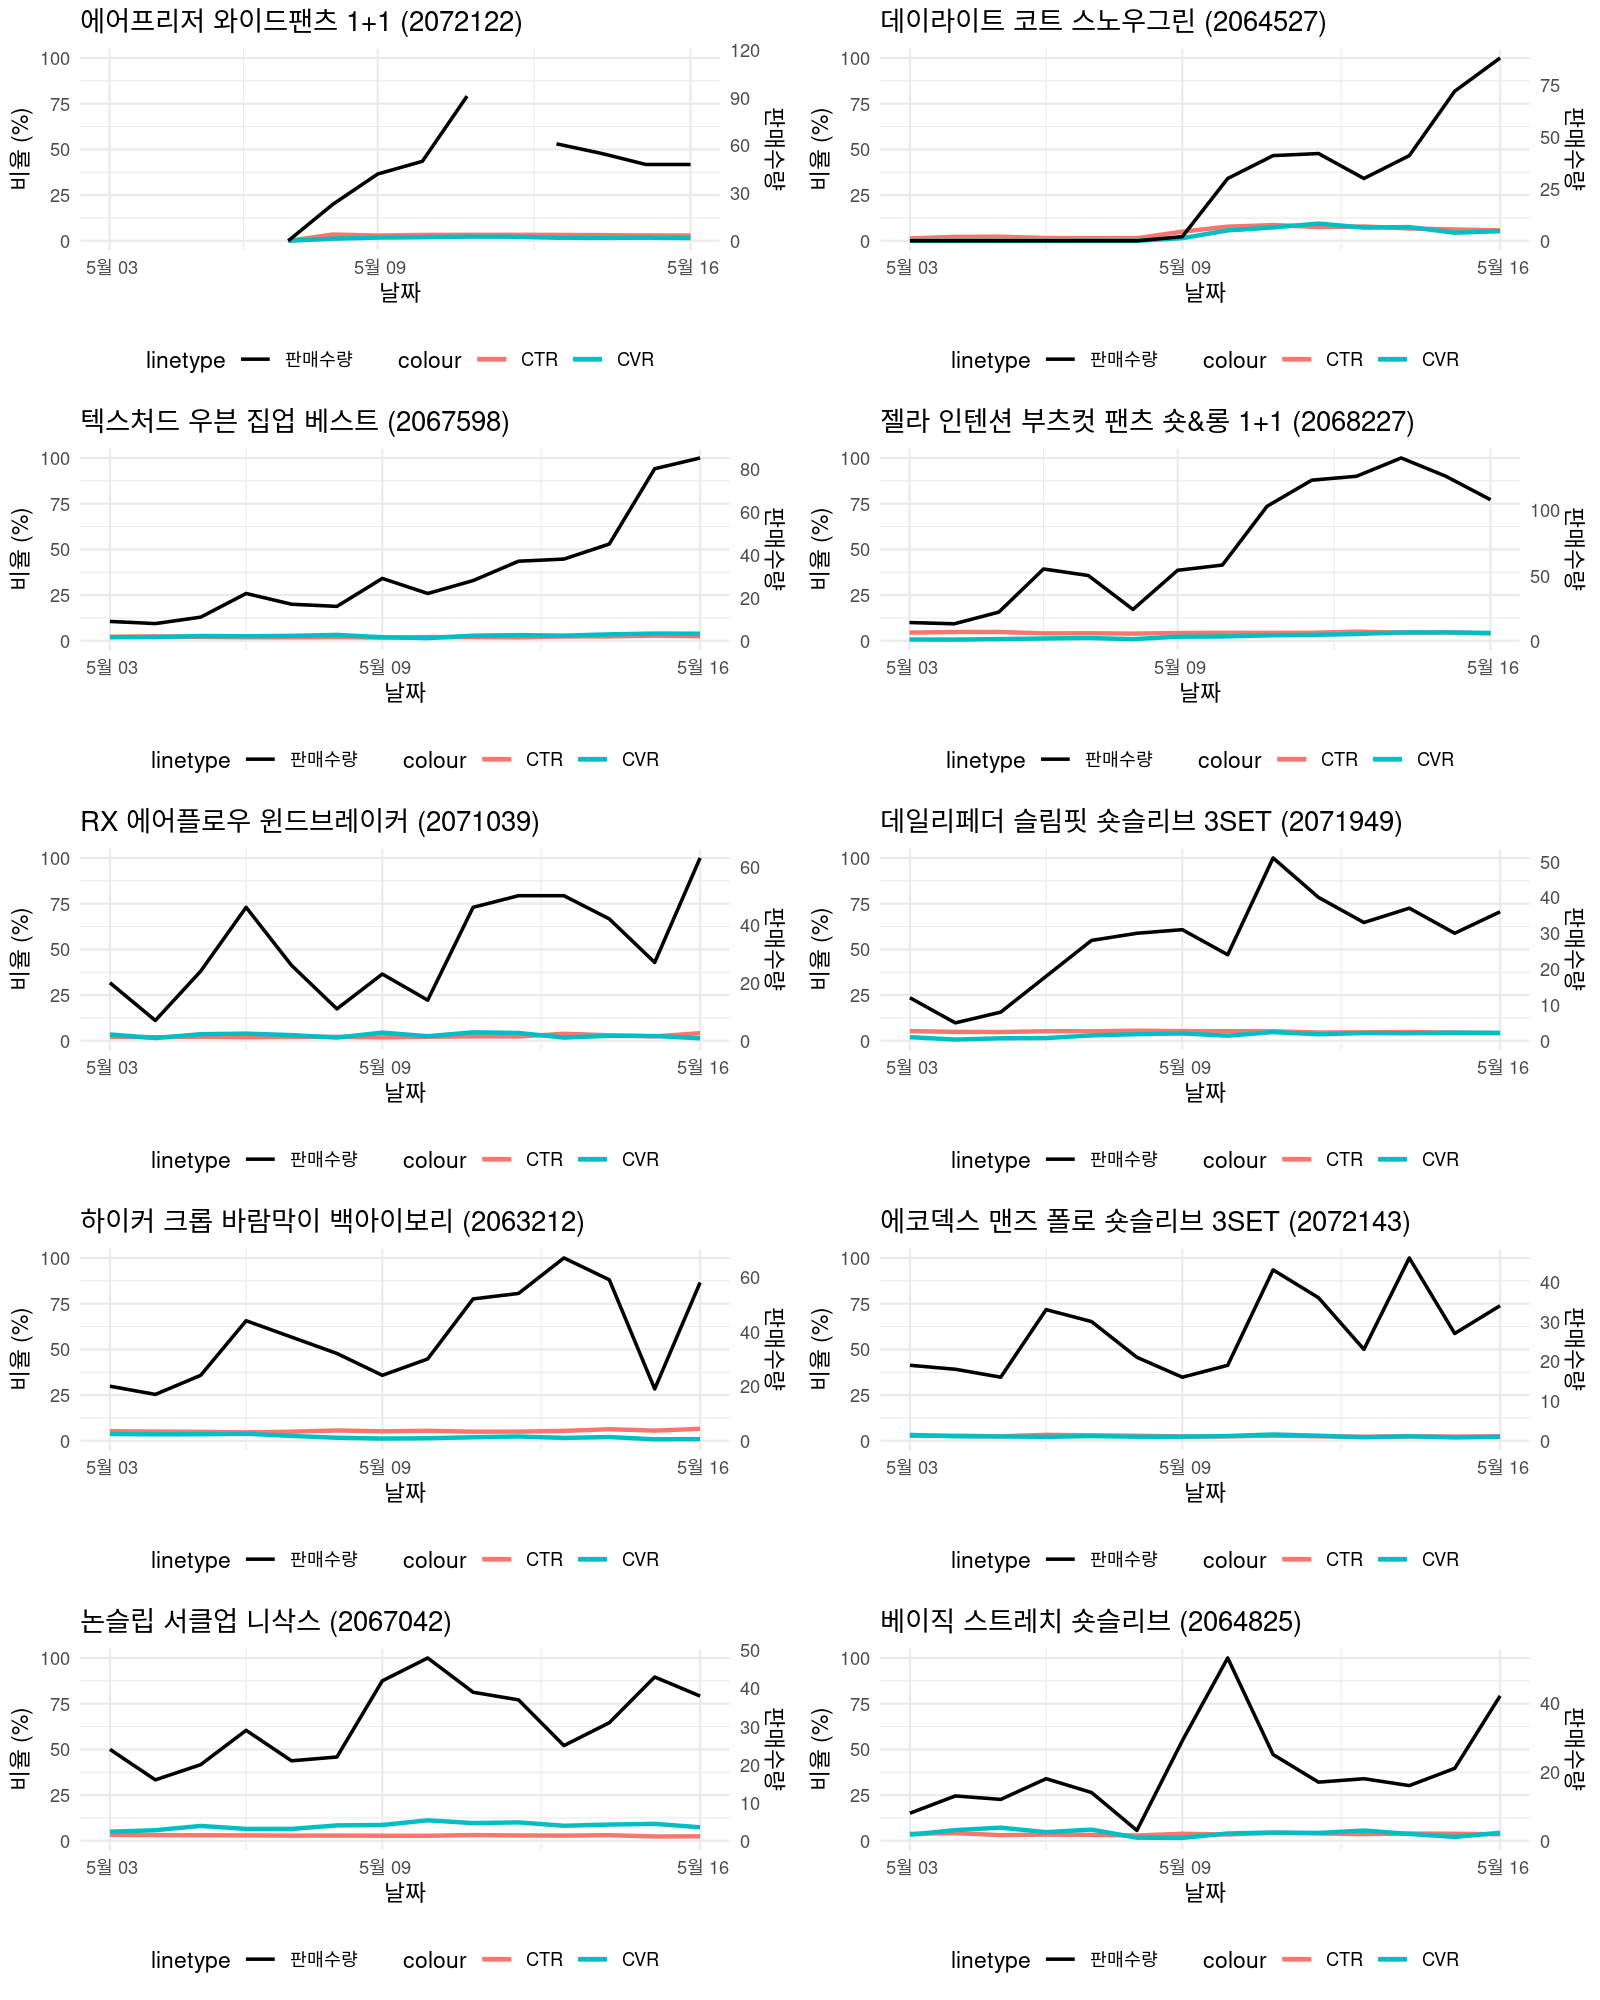 에어프리저 와이드팬츠 1+1 (2072122)
100
75
50
25
0
비율 (%)
120
90
60
30
0
판매수량
5월 03
5월 09
5월 16
날짜
linetype 판매수량 colour CTR CVR
데이라이트 코트 스노우그린 (2064527)
100
75
50
25
0
비율 (%)
75
50
25
0
판매수량
5월 03
5월 09
5월 16
날짜
linetype 판매수량 colour CTR CVR
텍스처드 우븐 집업 베스트 (2067598)
100
75
50
25
0
비율 (%)
80
60
40
20
0
판매수량
5월 03
5월 09
5월 16
날짜
linetype 판매수량 colour CTR CVR
젤라 인텐션 부츠컷 팬츠 숏&롱 1+1 (2068227)
100
75
50
25
0
비율 (%)
100
50
0
판매수량
5월 03
5월 09
5월 16
날짜
linetype 판매수량 colour CTR CVR
RX 에어플로우 윈드브레이커 (2071039)
100
75
50
25
0
비율 (%)
60
40
20
0
판매수량
5월 03
5월 09
5월 16
날짜
linetype 판매수량 colour CTR CVR
데일리페더 슬림핏 숏슬리브 3SET (2071949)
100
75
50
25
0
비율 (%)
50
40
30
20
10
0
판매수량
5월 03
5월 09
5월 16
날짜
linetype 판매수량 colour CTR CVR
하이커 크롭 바람막이 백아이보리 (2063212)
100
75
50
25
0
비율 (%)
60
40
20
0
판매수량
5월 03
5월 09
5월 16
날짜
linetype 판매수량 colour CTR CVR
에코덱스 맨즈 폴로 숏슬리브 3SET (2072143)
100
75
50
25
0
비율 (%)
40
30
20
10
0
판매수량
5월 03
5월 09
5월 16
날짜
linetype 판매수량 colour CTR CVR
논슬립 서클업 니삭스 (2067042)
100
75
50
25
0
비율 (%)
50
40
30
20
10
0
판매수량
5월 03
5월 09
5월 16
날짜
linetype 판매수량 colour CTR CVR
베이직 스트레치 숏슬리브 (2064825)
100
75
50
25
0
비율 (%)
40
20
0
판매수량
5월 03
5월 09
5월 16
날짜
linetype 판매수량 colour CTR CVR